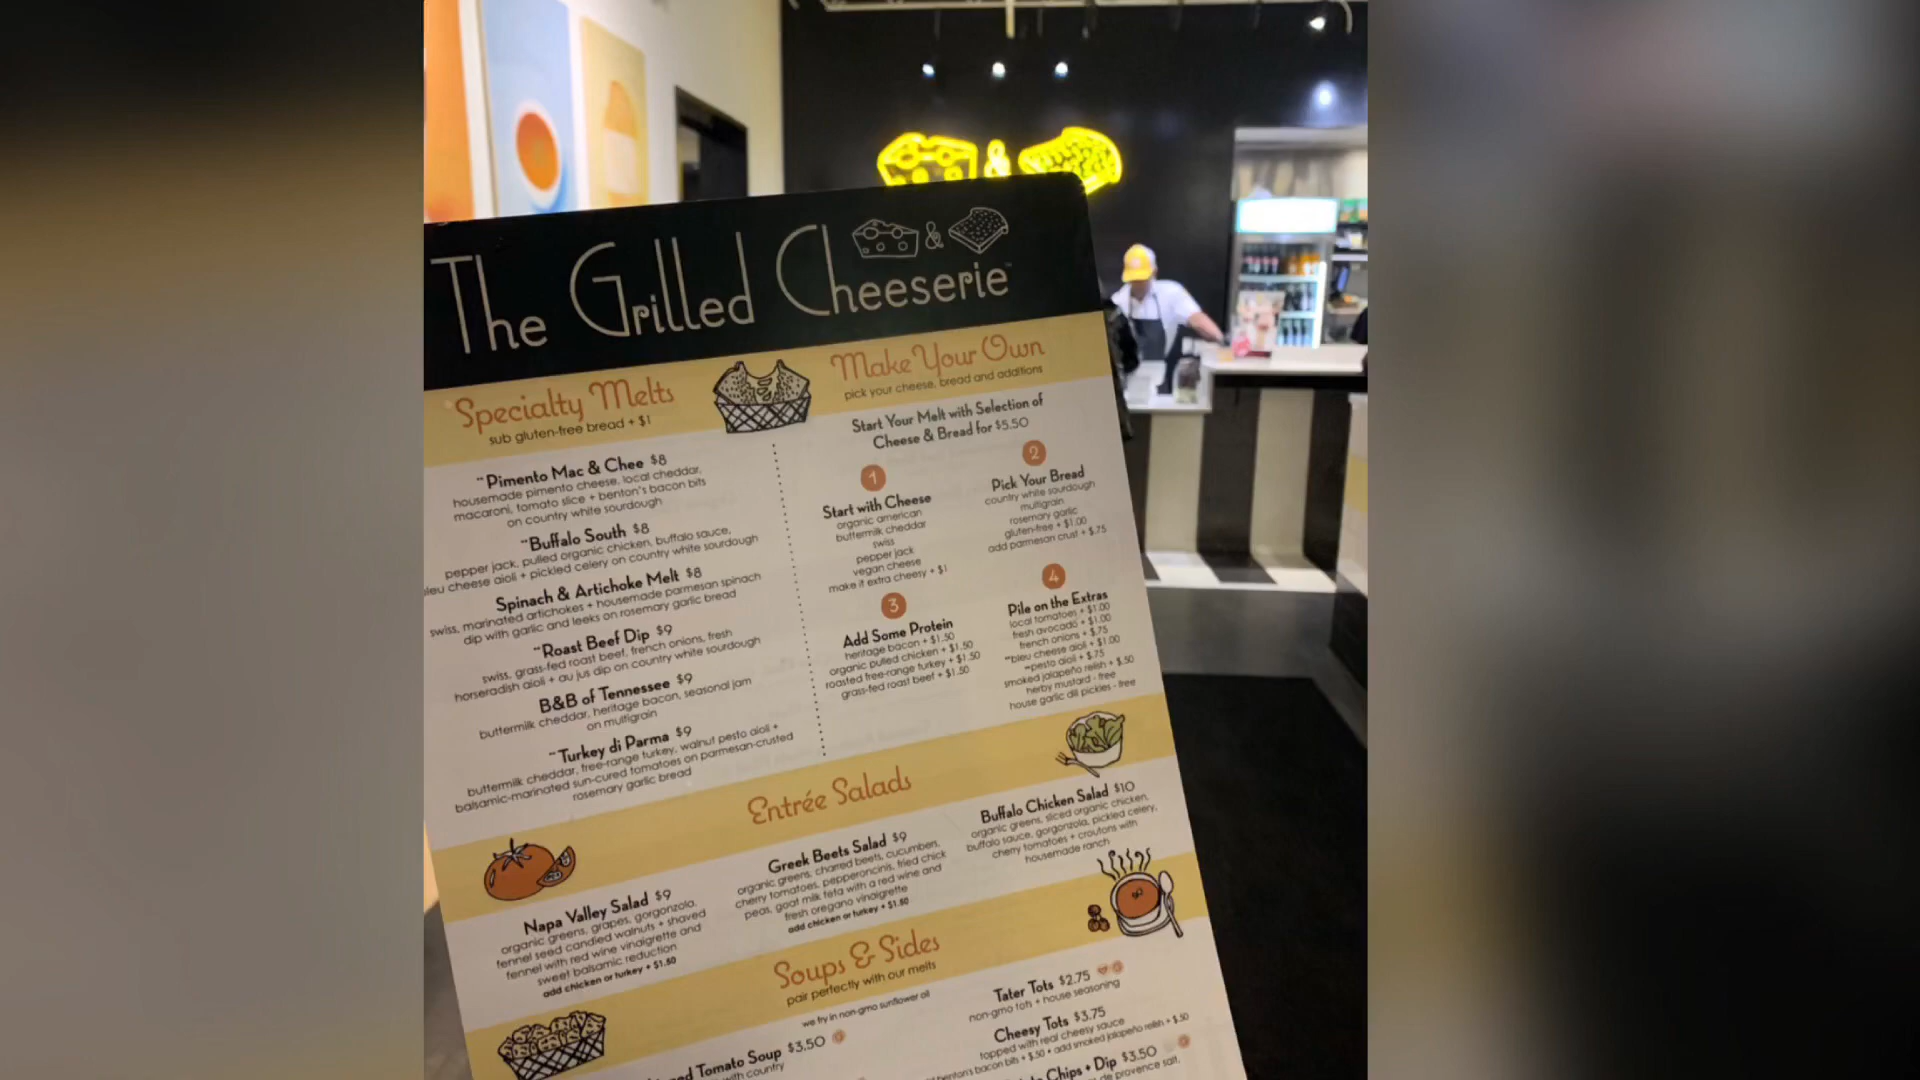 The Grilled Cheeserie
&
Specialty Melts
sub gluten-free bread + $1
Pimento Mac & Chee $8
housemade pimento cheese, local cheddar,
macaroni, tomato slice + benton's bacon bits
on country white sourdough
Buffalo South $8
pepper jack, pulled organic chicken, buffalo sauce,
cheese aioli + pickled celery on country white sourdough
Spinach & Artichoke Melt $8
swiss, marinated artichokes + housemade parmesan spinach
dip with garlic and leeks on rosemary garlic bread
Roast Beef Dip $9
swiss, grass-fed roast beef, french onions, fresh
horseradish aioli + au jus dip on country white sourdough
B&B of Tennessee $9
buttermilk cheddar, heritage bacon, seasonal jam
on multigrain
Turkey di Parma $9
buttermilk cheddar, free-range turkey, walnut pesto aioli +
balsamic-marinated sun-cured tomatoes on parmesan-crusted
rosemary garlic bread
Make Your Own
pick your cheese, bread and additions
Start Your Melt with Selection of
Cheese & Bread for $5.50
1
Start with Cheese
organic american
buttermilk cheddar
swiss
pepper jack
vegan cheese
make it extra cheesy + $1
2
Pick Your Bread
country white sourdough
multigrain
rosemary garlic
gluten-free + $1.00
add parmesan crust + $.75
3
Add Some Protein
heritage bacon + $1.50
organic pulled chicken + $1.50
roasted free-range turkey + $1.50
grass-fed roast beef + $1.50
4
Pile on the Extras
local tomatoes + $1.00
fresh avocado + $1.00
french onions + $.75
bleu cheese aioli + $1.00
pesto aioli + $.75
smoked jalapeño relish + $.50
herby mustard - free
house garlic dill pickles - free
Entrée Salads
Napa Valley Salad $9
organic greens, grapes, gorgonzola,
fennel seed candied walnuts + shaved
fennel with red wine vinaigrette and
sweet balsamic reduction
add chicken or turkey + $1.50
Greek Beets Salad $9
organic greens, charred beets, cucumbers,
cherry tomatoes, pepperoncinis, fried chick
peas, goat milk feta with a red wine and
fresh oregano vinaigrette
add chicken or turkey + $1.50
Buffalo Chicken Salad $10
organic greens, sliced organic chicken,
buffalo sauce, gorgonzola, pickled celery,
cherry tomatoes + croutons with
housemade ranch
Soups & Sides
pair perfectly with our melts
we fry in non-gmo sunflower oil
Tomato Soup $3.50
country
Tater Tots $2.75
non-gmo tots + house seasoning
Cheesy Tots $3.75
topped with real cheesy sauce
benton's bacon bits + $.50 • add smoked jalapeño relish + $.50
Chips + Dip $3.50
de provence salt,